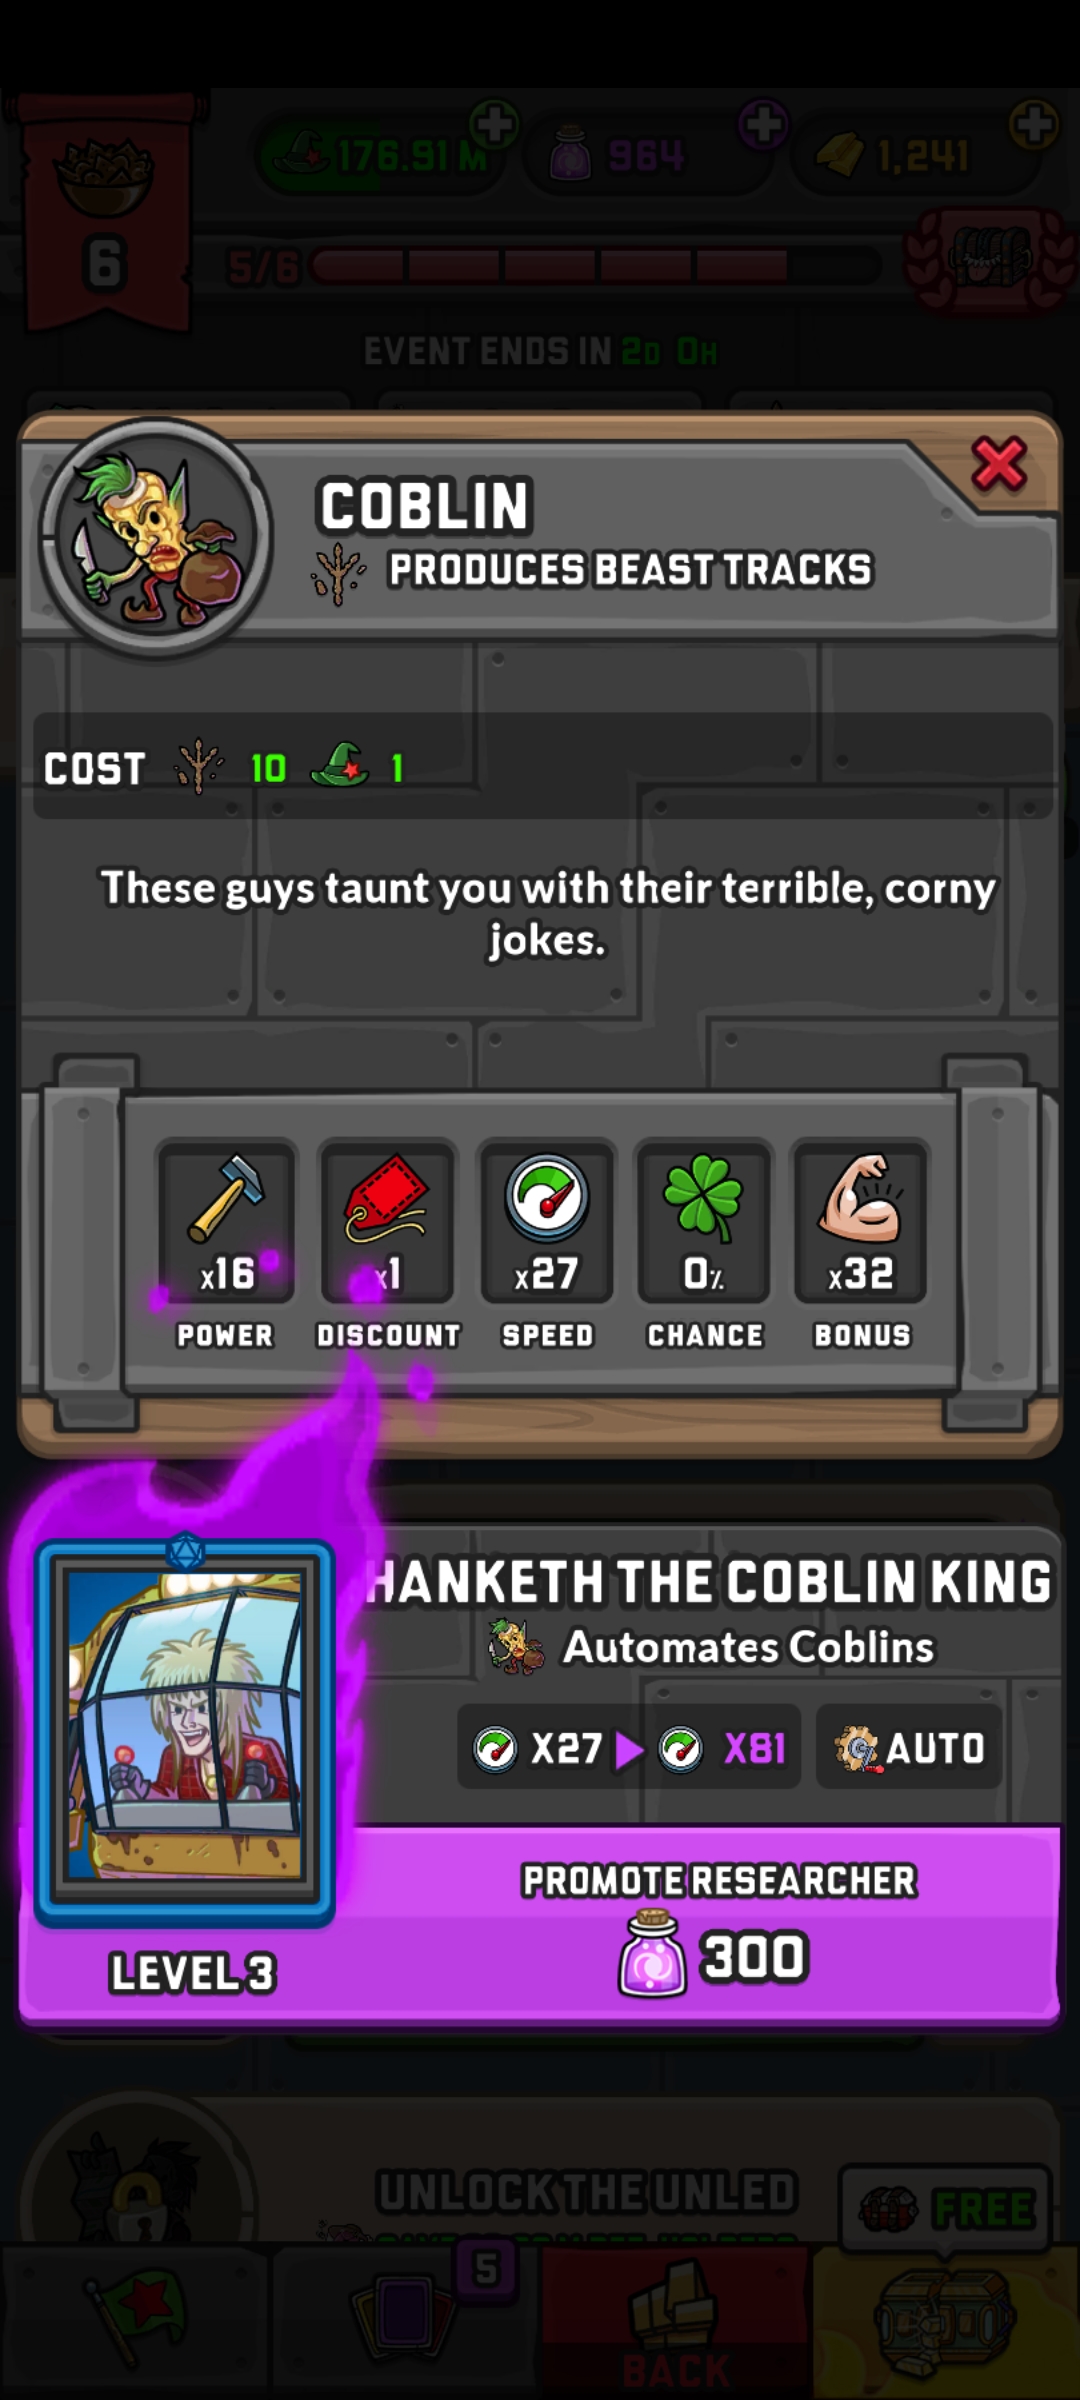 176.91 M
964
1,241
6
5/6
EVENT ENDS IN 2D 0H
COBLIN
PRODUCES BEAST TRACKS
COST 10 1
These guys taunt you with their terrible, corny
jokes.
x16 x1 x27 0% x32
POWER DISCOUNT SPEED CHANCE BONUS
HANKETH THE COBLIN KING
Automates Coblins
X27 X81 AUTO
PROMOTE RESEARCHER
300
LEVEL 3
UNLOCK THE UNLED
FREE
5
BACK